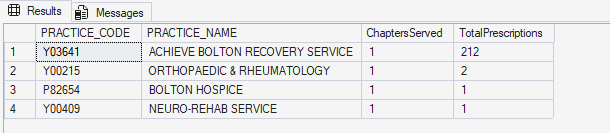 Results Messages
PRACTICE_CODE PRACTICE_NAME ChaptersServed TotalPrescriptions
1 Y03641 ACHIEVE BOLTON RECOVERY SERVICE 1 212
2 Y00215 ORTHOPAEDIC & RHEUMATOLOGY 1 2
3 P82654 BOLTON HOSPICE 1 1
4 Y00409 NEURO-REHAB SERVICE 1 1